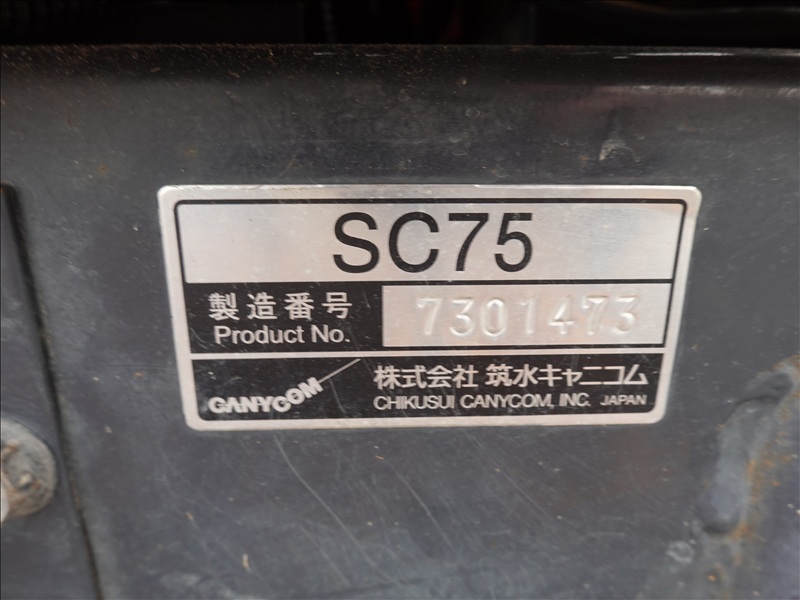 SC75
製造番号
Product No.
7301473
CANYCOM
株式会社 筑水キャニコム
CHIKUSUI CANYCOM, INC. JAPAN